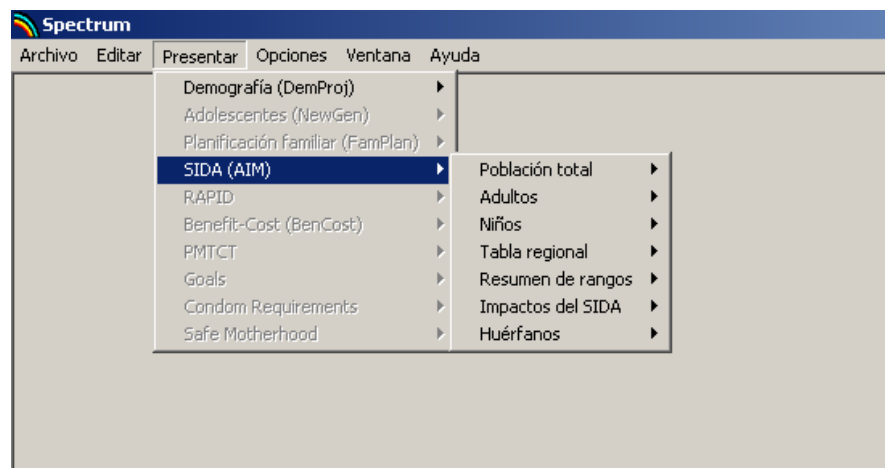 Spectrum
Archivo Editar Presentar Opciones Ventana Ayuda
Demografía (DemProj)
Adolescentes (NewGen)
Planificación familiar (FamPlan)
SIDA (AIM)
RAPID
Benefit-Cost (BenCost)
PMTCT
Goals
Condom Requirements
Safe Motherhood
Población total
Adultos
Niños
Tabla regional
Resumen de rangos
Impactos del SIDA
Huérfanos